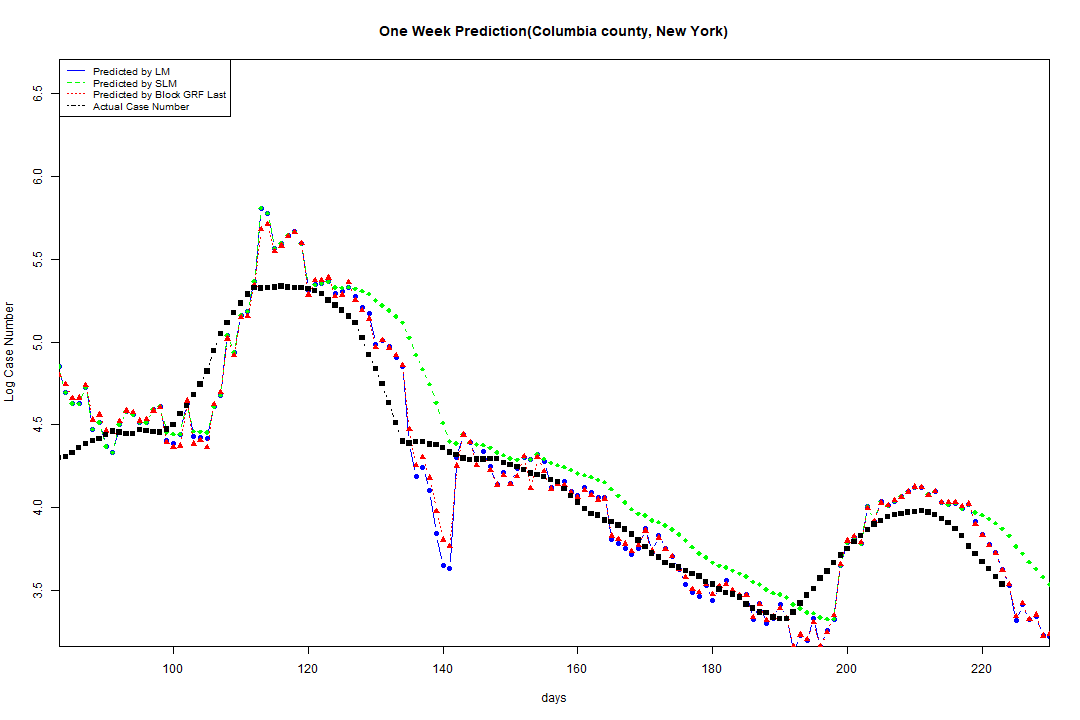 One Week Prediction(Columbia county, New York)
Predicted by LM
Predicted by SLM
Predicted by Block GRF Last
Actual Case Number
6.5
6.0
5.5
5.0
4.5
4.0
3.5
Log Case Number
100 120 140 160 180 200 220
days